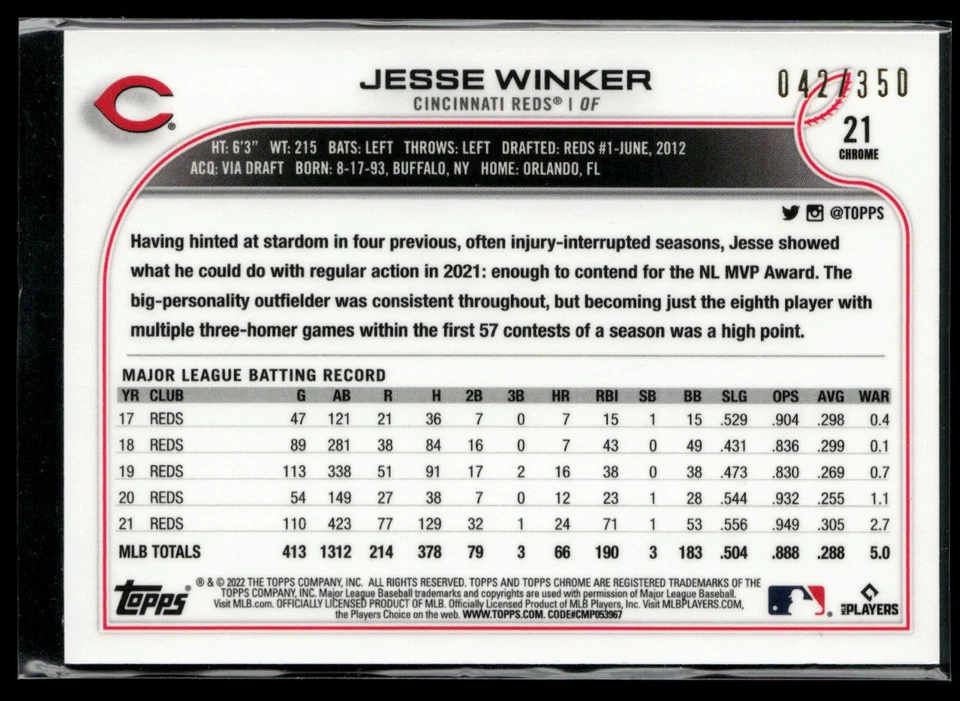 JESSE WINKER
042/350
CINCINNATI REDS® | OF
21
CHROME
HT: 6'3" WT: 215 BATS: LEFT THROWS: LEFT DRAFTED: REDS #1-JUNE, 2012
ACQ: VIA DRAFT BORN: 8-17-93, BUFFALO, NY HOME: ORLANDO, FL
@TOPPS
Having hinted at stardom in four previous, often injury-interrupted seasons, Jesse showed
what he could do with regular action in 2021: enough to contend for the NL MVP Award. The
big-personality outfielder was consistent throughout, but becoming just the eighth player with
multiple three-homer games within the first 57 contests of a season was a high point.
MAJOR LEAGUE BATTING RECORD
YR CLUB G AB R H 2B 3B HR RBI SB BB SLG OPS AVG WAR
17 REDS 47 121 21 36 7 0 7 15 1 15 .529 .904 .298 0.4
18 REDS 89 281 38 84 16 0 7 43 0 49 .431 .836 .299 0.1
19 REDS 113 338 51 91 17 2 16 38 0 38 .473 .830 .269 0.7
20 REDS 54 149 27 38 7 0 12 23 1 28 .544 .932 .255 1.1
21 REDS 110 423 77 129 32 1 24 71 1 53 .556 .949 .305 2.7
MLB TOTALS 413 1312 214 378 79 3 66 190 3 183 .504 .888 .288 5.0
Topps®
® & © 2022 THE TOPPS COMPANY, INC. ALL RIGHTS RESERVED. TOPPS AND TOPPS CHROME ARE REGISTERED TRADEMARKS OF THE
TOPPS COMPANY, INC. Major League Baseball trademarks and copyrights are used with permission of Major League Baseball.
Visit MLB.com. OFFICIALLY LICENSED PRODUCT OF MLB. Officially Licensed Product of MLB Players, Inc. Visit MLBPLAYERS.COM,
the Players Choice on the web. WWW.TOPPS.COM. CODE#CMP053967
MLB PLAYERS